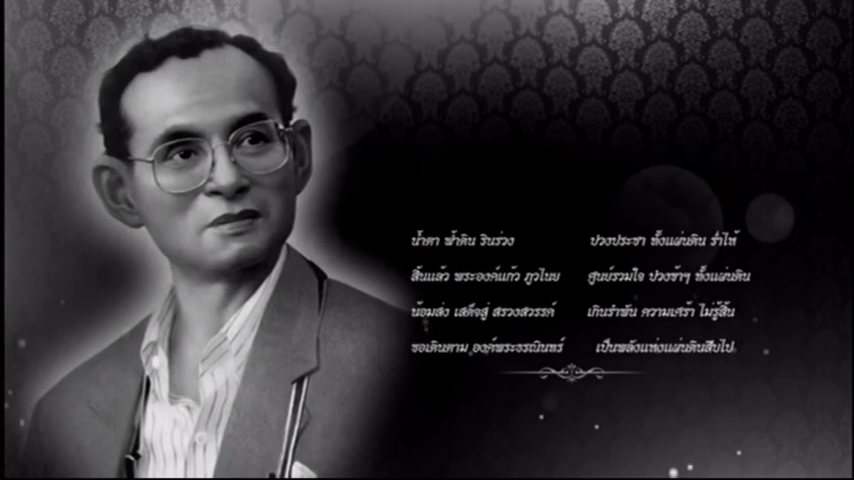 น้ำตา ฟ้าดิน รินร่วง ปวงประชา ทั้งแผ่นดิน ร่ำไห้
สิ้นแล้ว พระองค์แก้ว ภูวไนย ศูนย์รวมใจ ปวงข้าฯ ทั้งแผ่นดิน
น้อมส่ง เสด็จสู่ สรวงสวรรค์ เกินรำพัน ความเศร้า ไม่รู้สิ้น
ขอเดินตาม องค์พระธรณินทร์ เป็นพลังแห่งแผ่นดินสืบไป